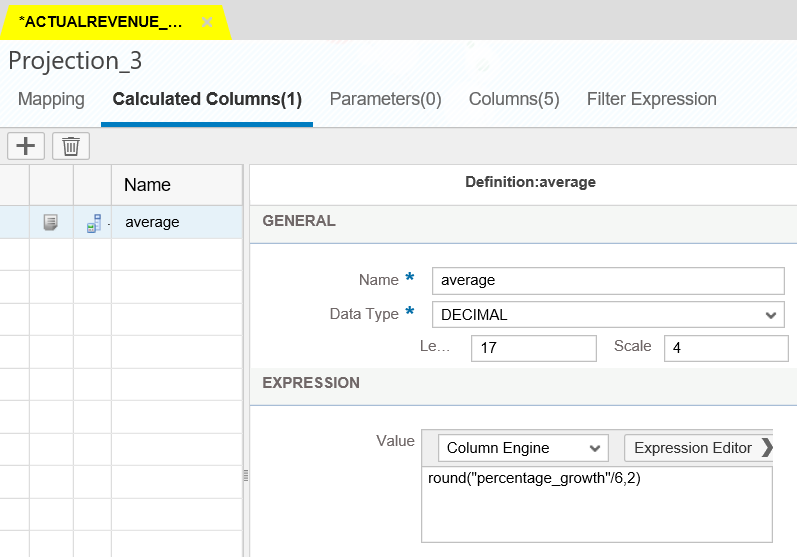 *ACTUALREVENUE_...
Projection_3
Mapping Calculated Columns(1) Parameters(0) Columns(5) Filter Expression
Name
average
Definition:average
GENERAL
Name * average
Data Type * DECIMAL
Le... 17 Scale 4
EXPRESSION
Value Column Engine Expression Editor
round("percentage_growth"/6,2)